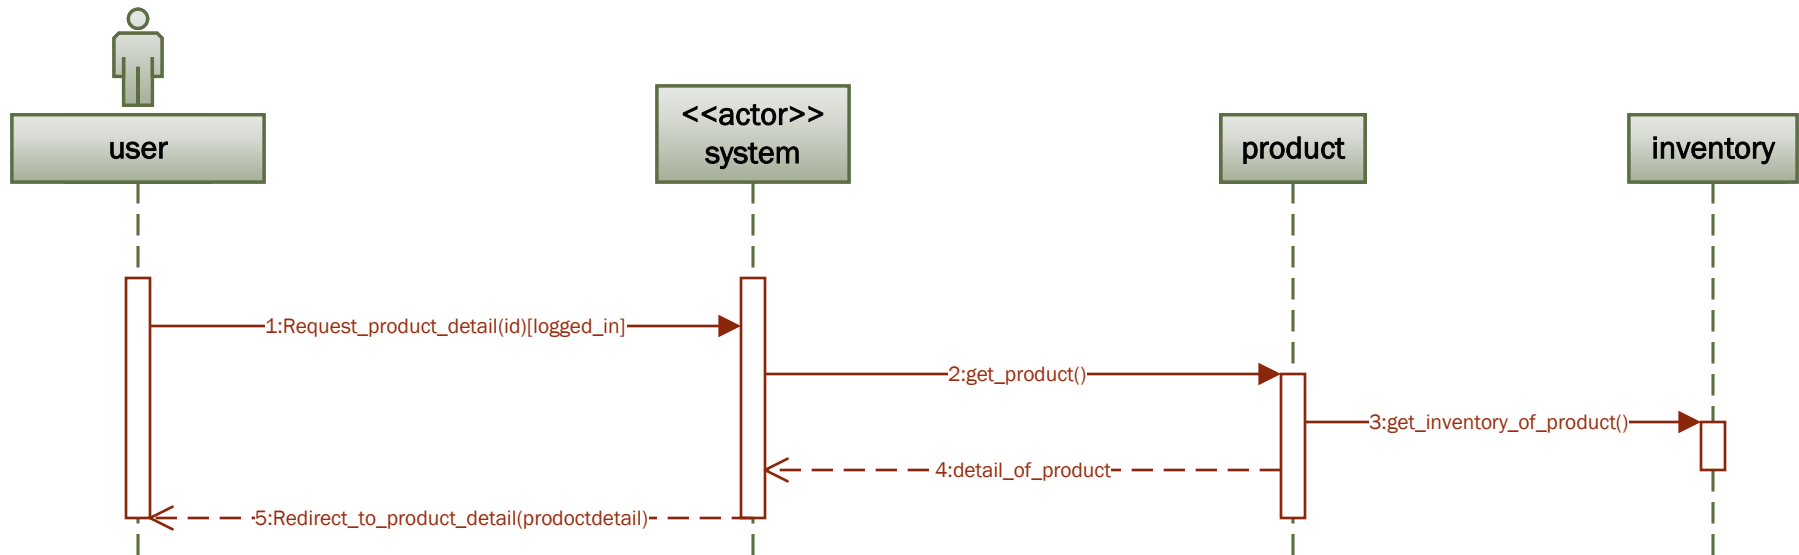 user
<<actor>>
system
product
inventory
1:Request_product_detail(id)[logged_in]
2:get_product()
3:get_inventory_of_product()
4:detail_of_product
5:Redirect_to_product_detail(prodoctdetail)